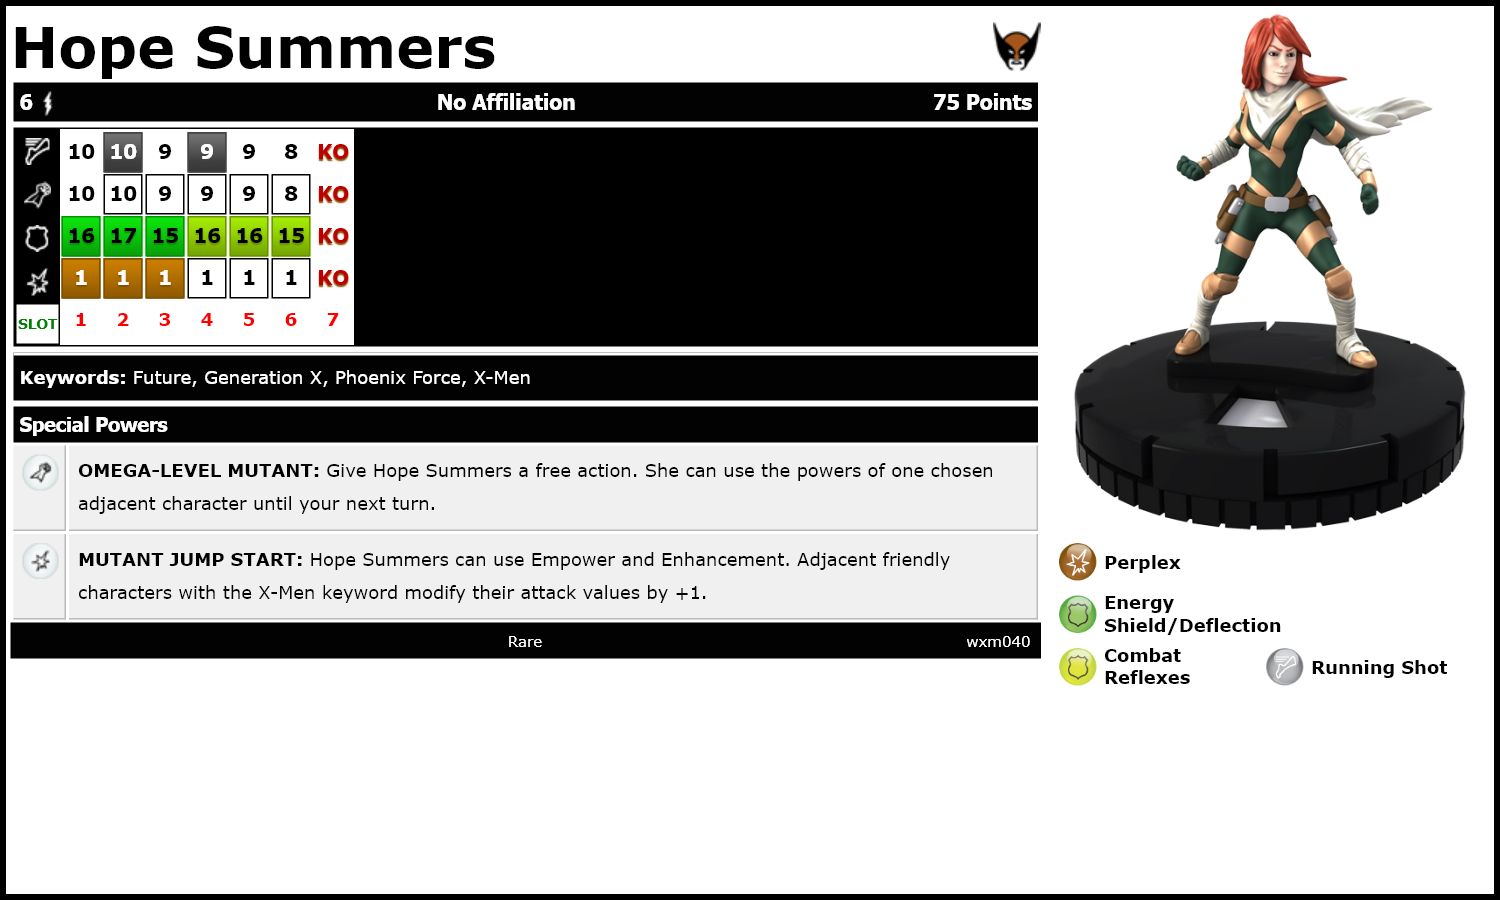 Hope Summers
6 No Affiliation 75 Points
10 10 9 9 9 8 KO
10 10 9 9 9 8 KO
16 17 15 16 16 15 KO
1 1 1 1 1 1 KO
SLOT 1 2 3 4 5 6 7
Keywords: Future, Generation X, Phoenix Force, X-Men
Special Powers
OMEGA-LEVEL MUTANT: Give Hope Summers a free action. She can use the powers of one chosen
adjacent character until your next turn.
MUTANT JUMP START: Hope Summers can use Empower and Enhancement. Adjacent friendly
characters with the X-Men keyword modify their attack values by +1.
Rare wxm040
Perplex
Energy
Shield/Deflection
Combat
Reflexes
Running Shot